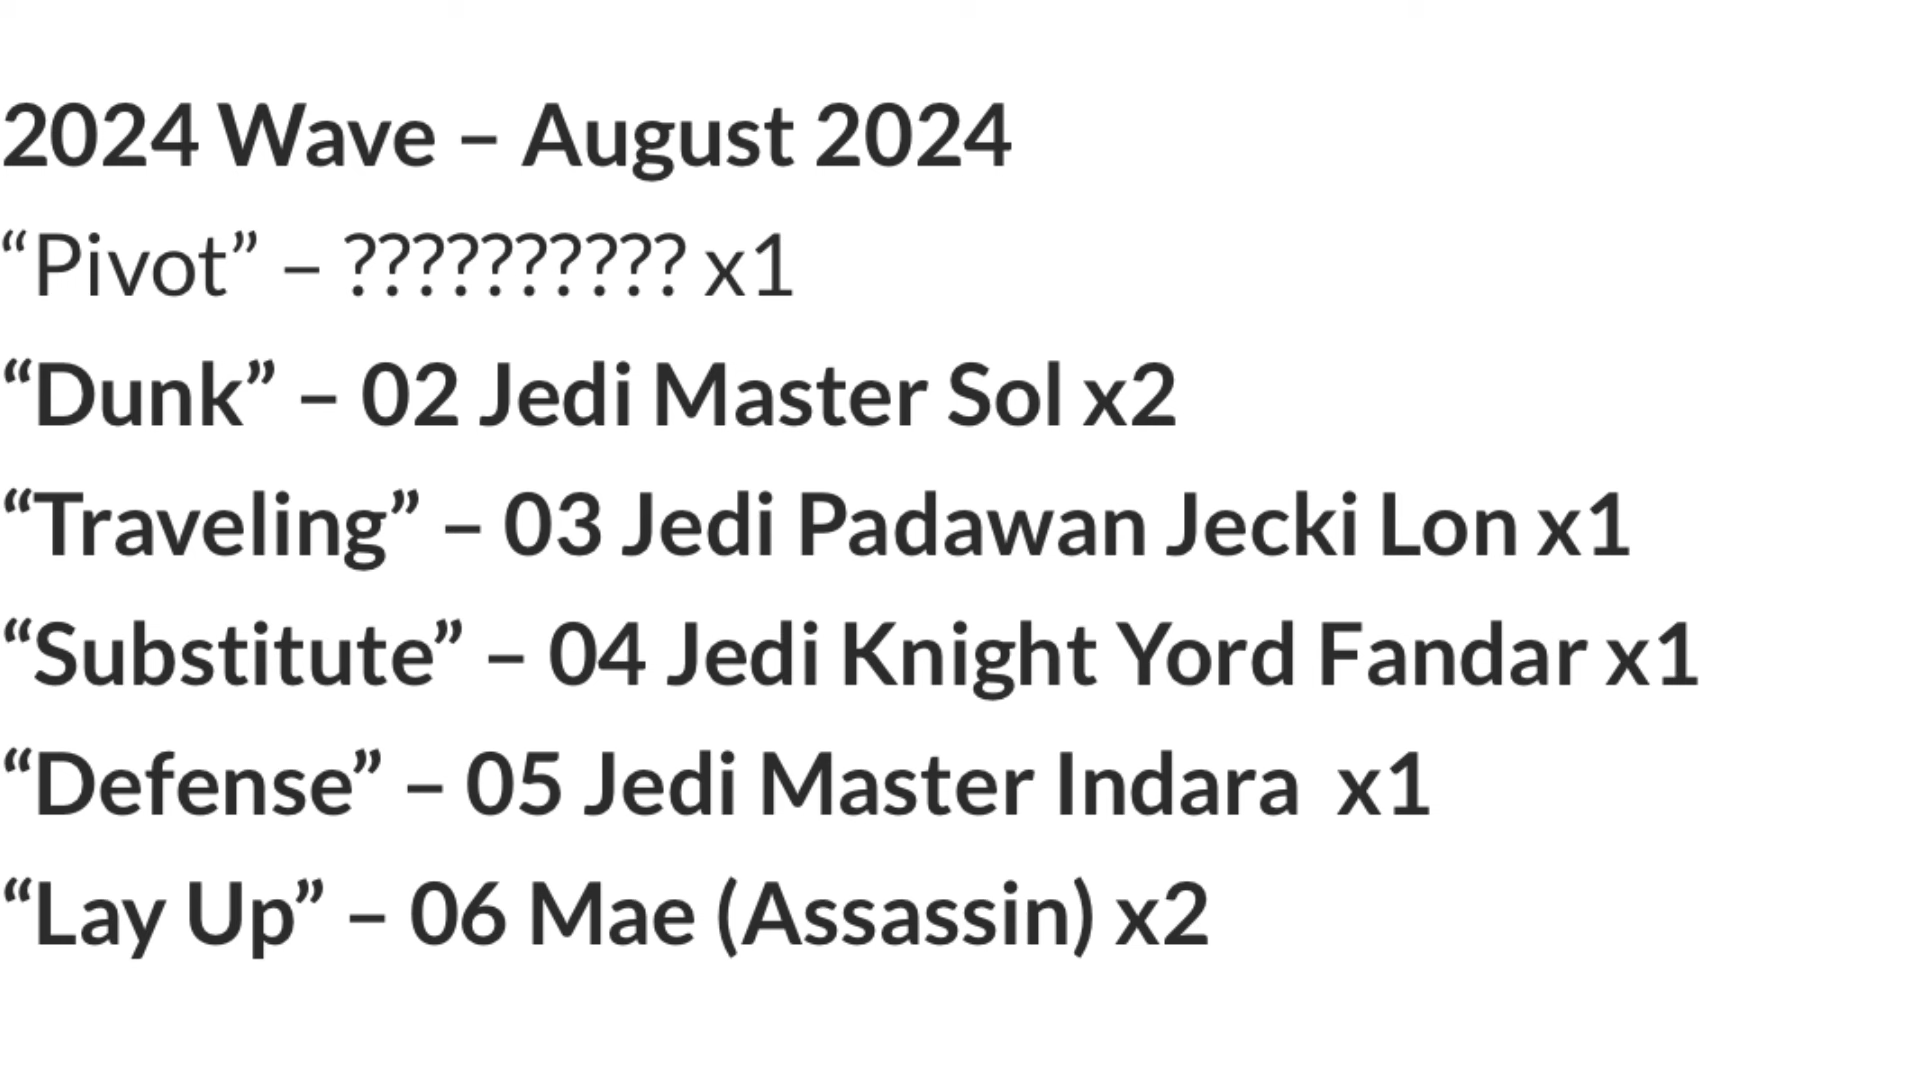 2024 Wave – August 2024
“Pivot” – ?????????? x1
“Dunk” – 02 Jedi Master Sol x2
“Traveling” – 03 Jedi Padawan Jecki Lon x1
“Substitute” – 04 Jedi Knight Yord Fandar x1
“Defense” – 05 Jedi Master Indara  x1
“Lay Up” – 06 Mae (Assassin) x2